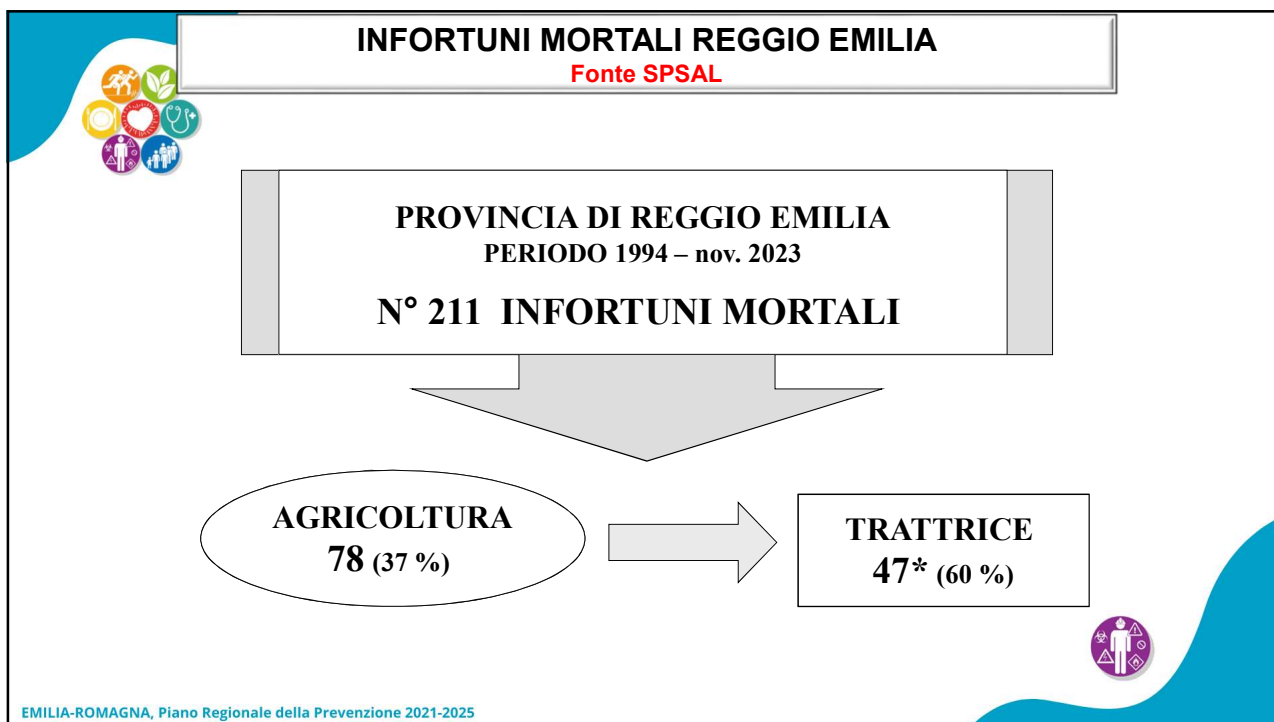 INFORTUNI MORTALI REGGIO EMILIA
Fonte SPSAL
PROVINCIA DI REGGIO EMILIA
PERIODO 1994 – nov. 2023
N° 211 INFORTUNI MORTALI
AGRICOLTURA
78 (37 %)
TRATTRICE
47* (60 %)
EMILIA-ROMAGNA, Piano Regionale della Prevenzione 2021-2025